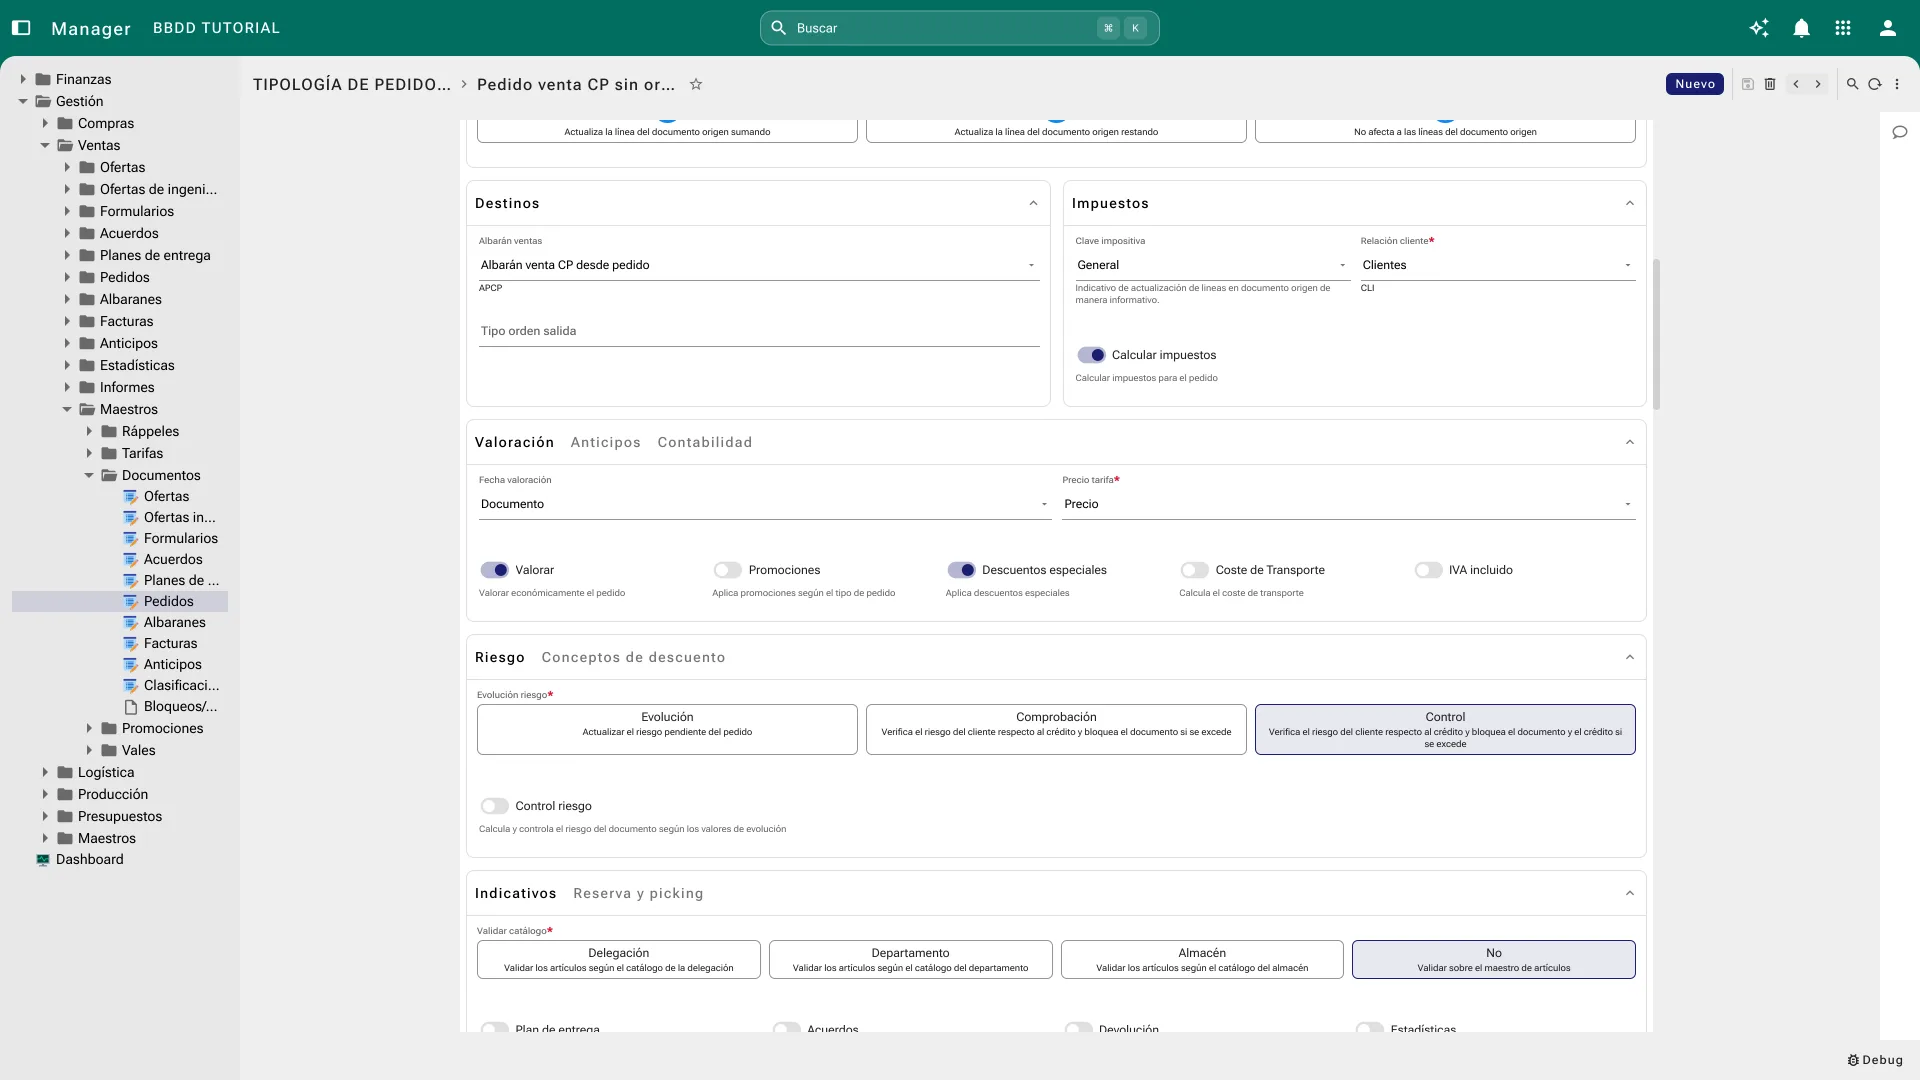 Manager
BBDD TUTORIAL
Buscar
⌘
K
Finanzas
Gestión
Compras
Ventas
Ofertas
Ofertas de ingeni...
Formularios
Acuerdos
Planes de entrega
Pedidos
Albaranes
Facturas
Anticipos
Estadísticas
Informes
Maestros
Ráppeles
Tarifas
Documentos
Ofertas
Ofertas in...
Formularios
Acuerdos
Planes de ...
Pedidos
Albaranes
Facturas
Anticipos
Clasificaci...
Bloqueos/...
Promociones
Vales
Logística
Producción
Presupuestos
Maestros
Dashboard
TIPOLOGÍA DE PEDIDO... › Pedido venta CP sin or...
Nuevo
Actualiza la línea del documento origen sumando
Actualiza la línea del documento origen restando
No afecta a las líneas del documento origen
Destinos
Albarán ventas
Albarán venta CP desde pedido
APCP
Tipo orden salida
Impuestos
Clave impositiva
General
Indicativo de actualización de lineas en documento origen de
manera informativo.
Relación cliente*
Clientes
CLI
Calcular impuestos
Calcular impuestos para el pedido
Valoración Anticipos Contabilidad
Fecha valoración
Documento
Precio tarifa*
Precio
Valorar
Valorar económicamente el pedido
Promociones
Aplica promociones según el tipo de pedido
Descuentos especiales
Aplica descuentos especiales
Coste de Transporte
Calcula el coste de transporte
IVA incluido
Riesgo Conceptos de descuento
Evolución riesgo*
Evolución
Actualizar el riesgo pendiente del pedido
Comprobación
Verifica el riesgo del cliente respecto al crédito y bloquea el documento si se excede
Control
Verifica el riesgo del cliente respecto al crédito y bloquea el documento y el crédito si
se excede
Control riesgo
Calcula y controla el riesgo del documento según los valores de evolución
Indicativos Reserva y picking
Validar catálogo*
Delegación
Validar los artículos según el catálogo de la delegación
Departamento
Validar los artículos según el catálogo del departamento
Almacén
Validar los artículos según el catálogo del almacén
No
Validar sobre el maestro de artículos
Plan de entrega
Acuerdos
Devolución
Estadísticas
Debug